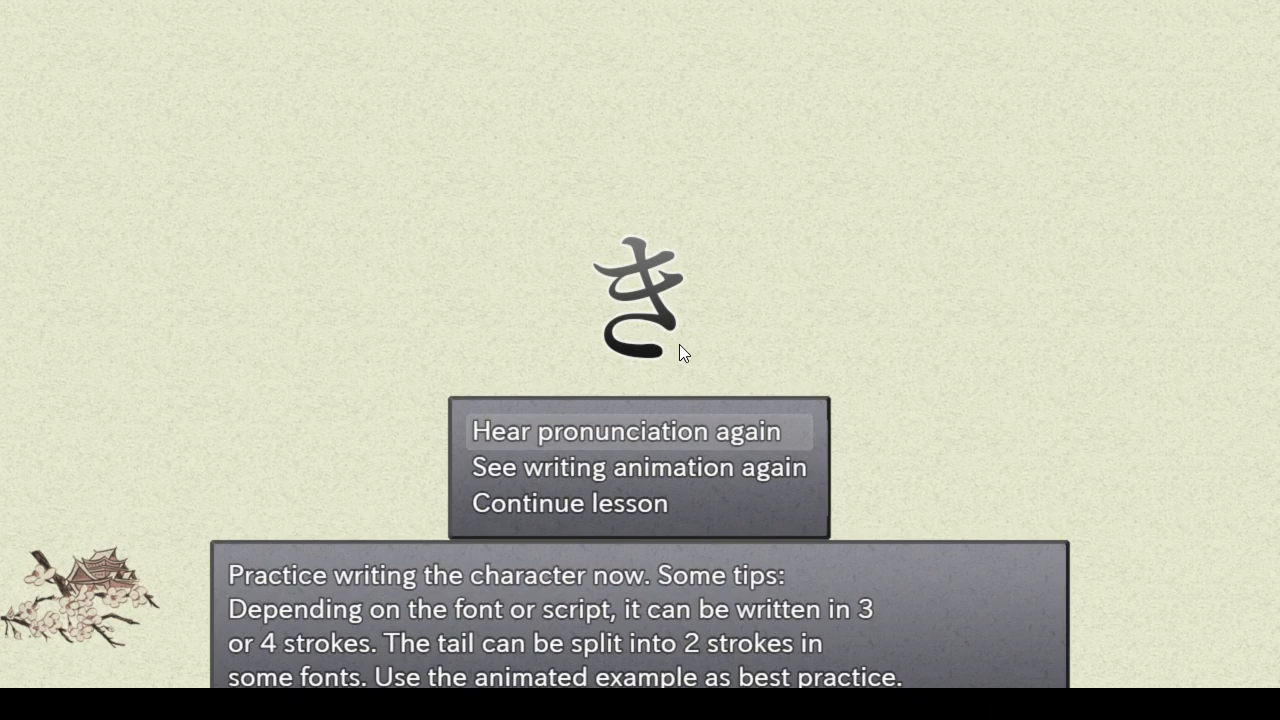 き
Hear pronunciation again
See writing animation again
Continue lesson
Practice writing the character now. Some tips:
Depending on the font or script, it can be written in 3
or 4 strokes. The tail can be split into 2 strokes in
some fonts. Use the animated example as best practice.